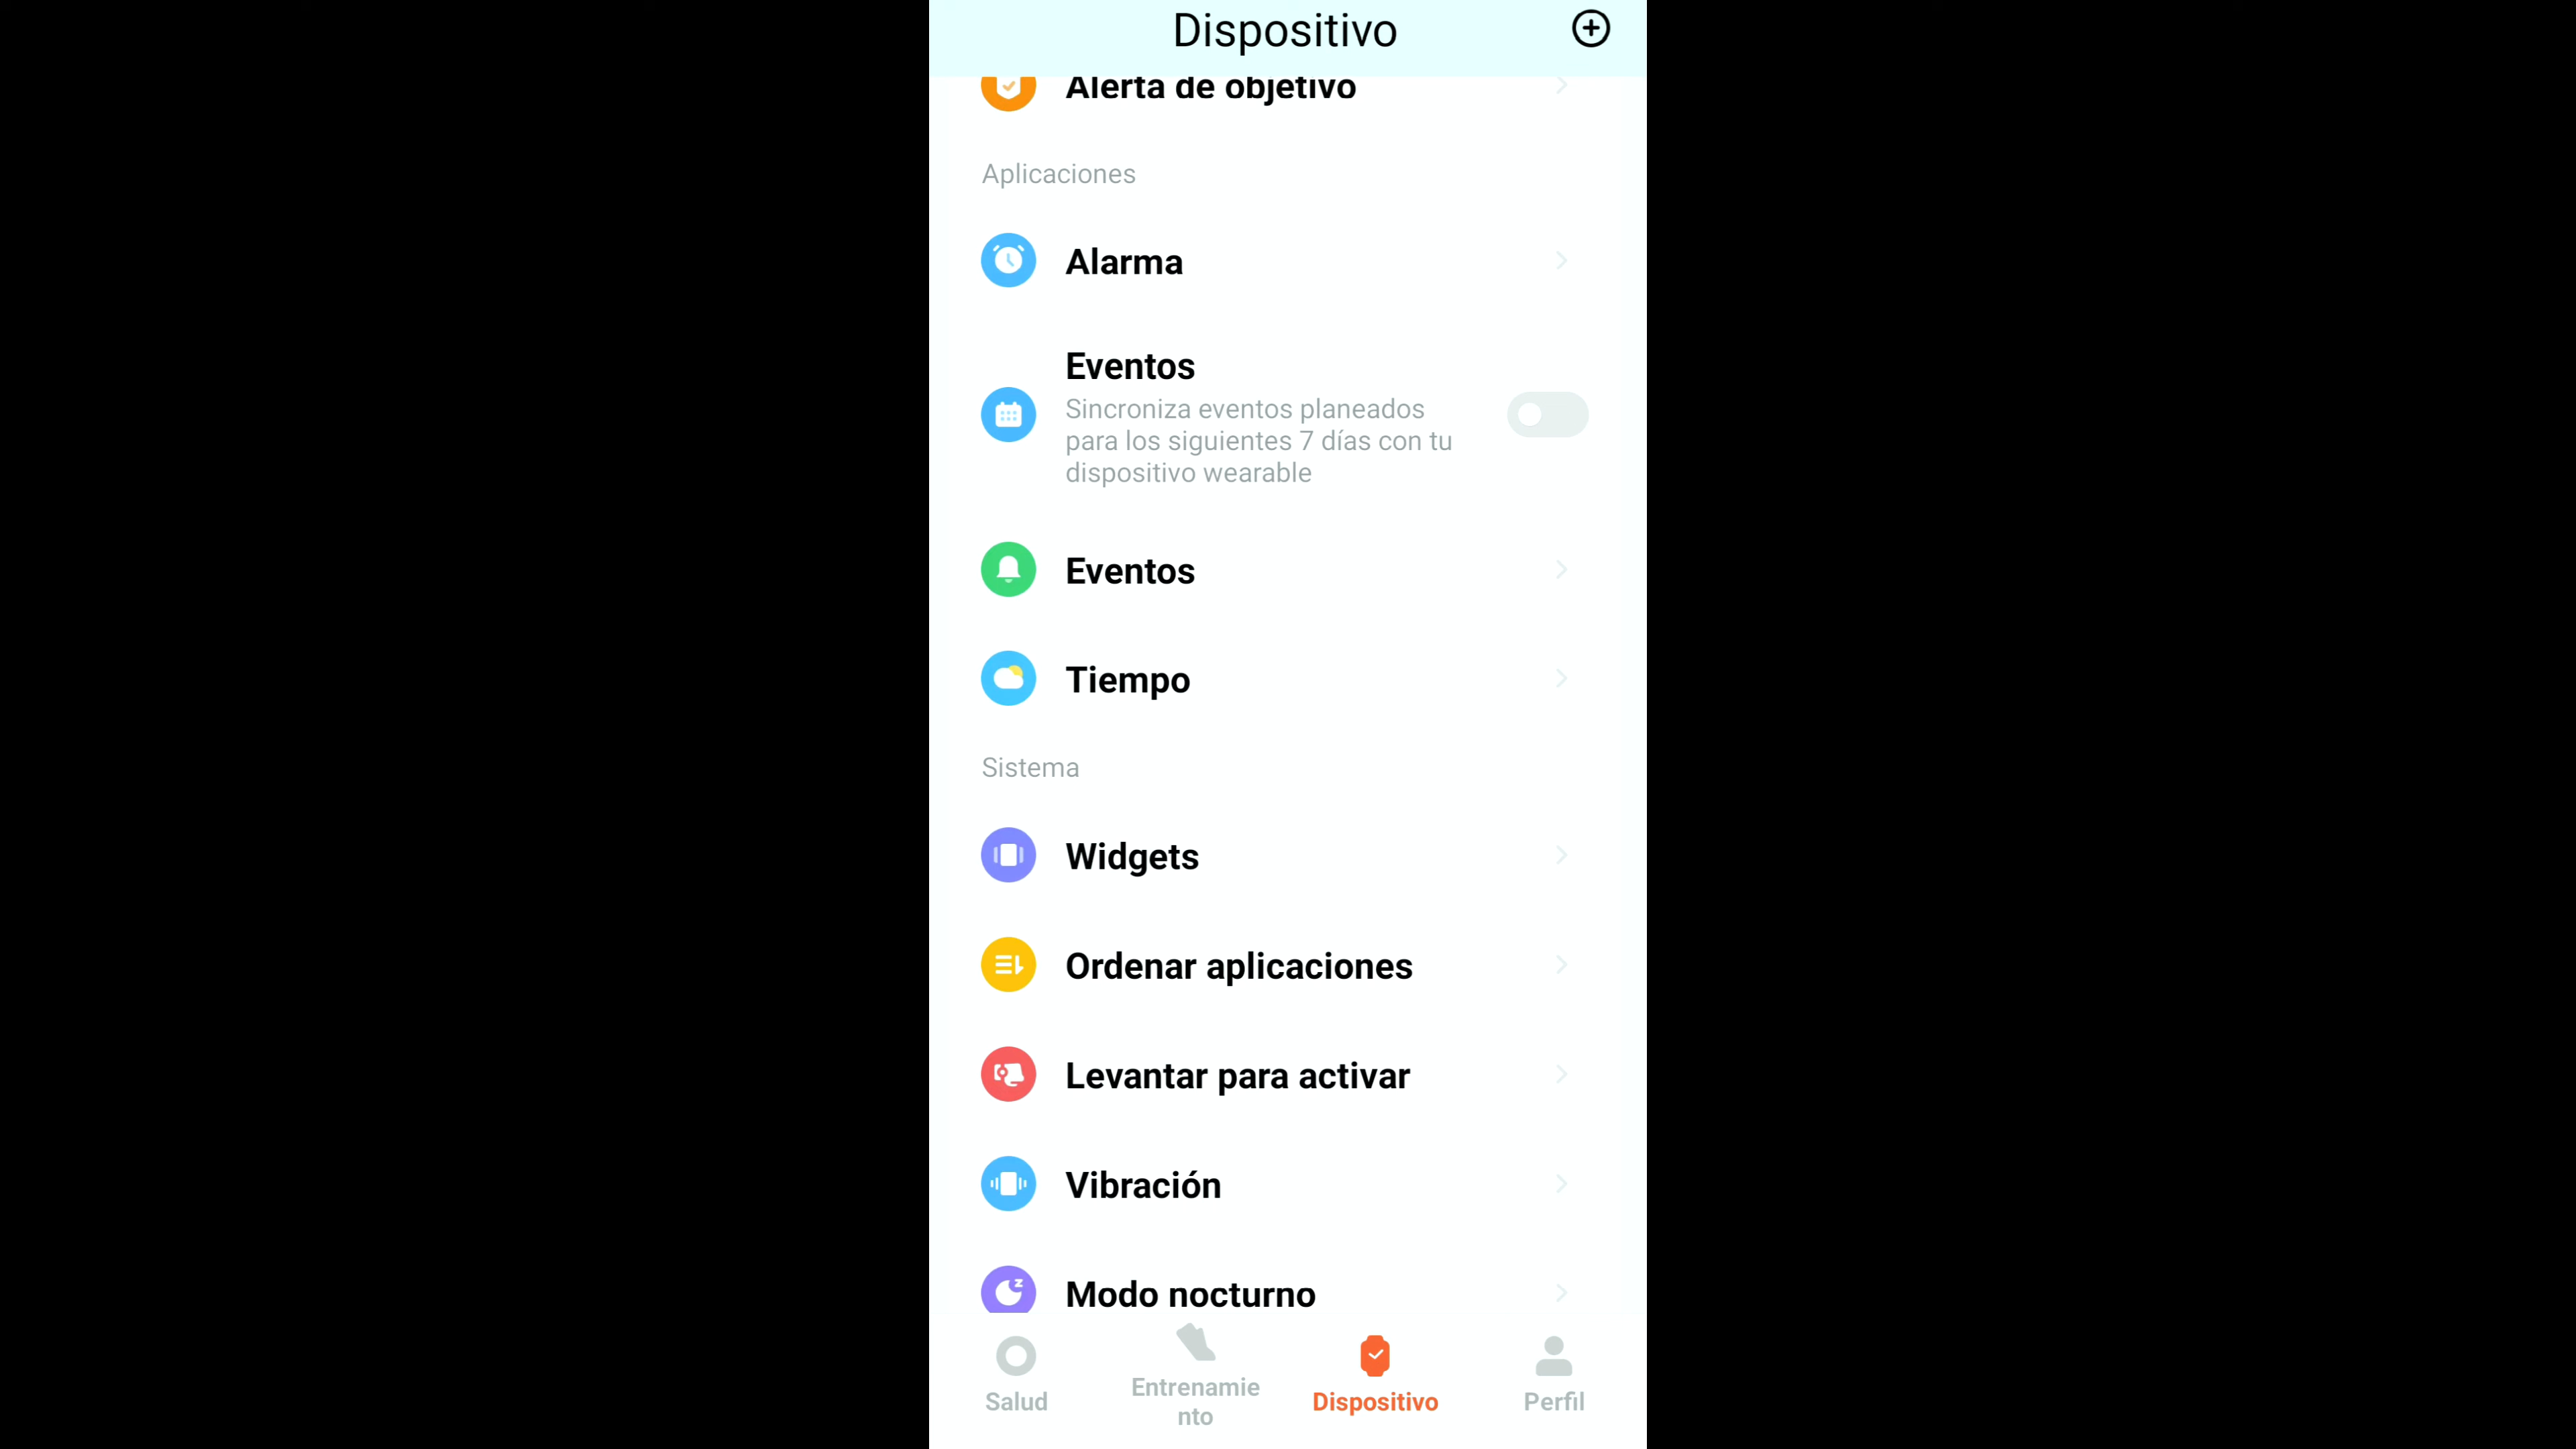 Dispositivo
Alerta de objetivo
Aplicaciones
Alarma
Eventos
Sincroniza eventos planeados
para los siguientes 7 días con tu
dispositivo wearable
Eventos
Tiempo
Sistema
Widgets
Ordenar aplicaciones
Levantar para activar
Vibración
Modo nocturno
Salud
Entrenamie
nto
Dispositivo
Perfil